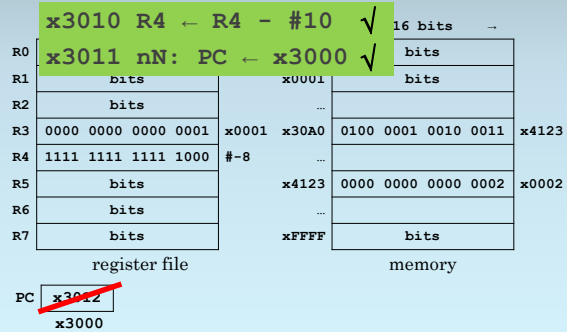 x3010 R4 ← R4 - #10 √
x3011 nN: PC ← x3000 √
16 bits →
R0 bits
R1 bits x0001 bits
R2 bits …
R3 0000 0000 0000 0001 x0001 x30A0 0100 0001 0010 0011 x4123
R4 1111 1111 1111 1000 #-8 …
R5 bits x4123 0000 0000 0000 0002 x0002
R6 bits …
R7 bits xFFFF bits
register file memory
PC x3012
x3000